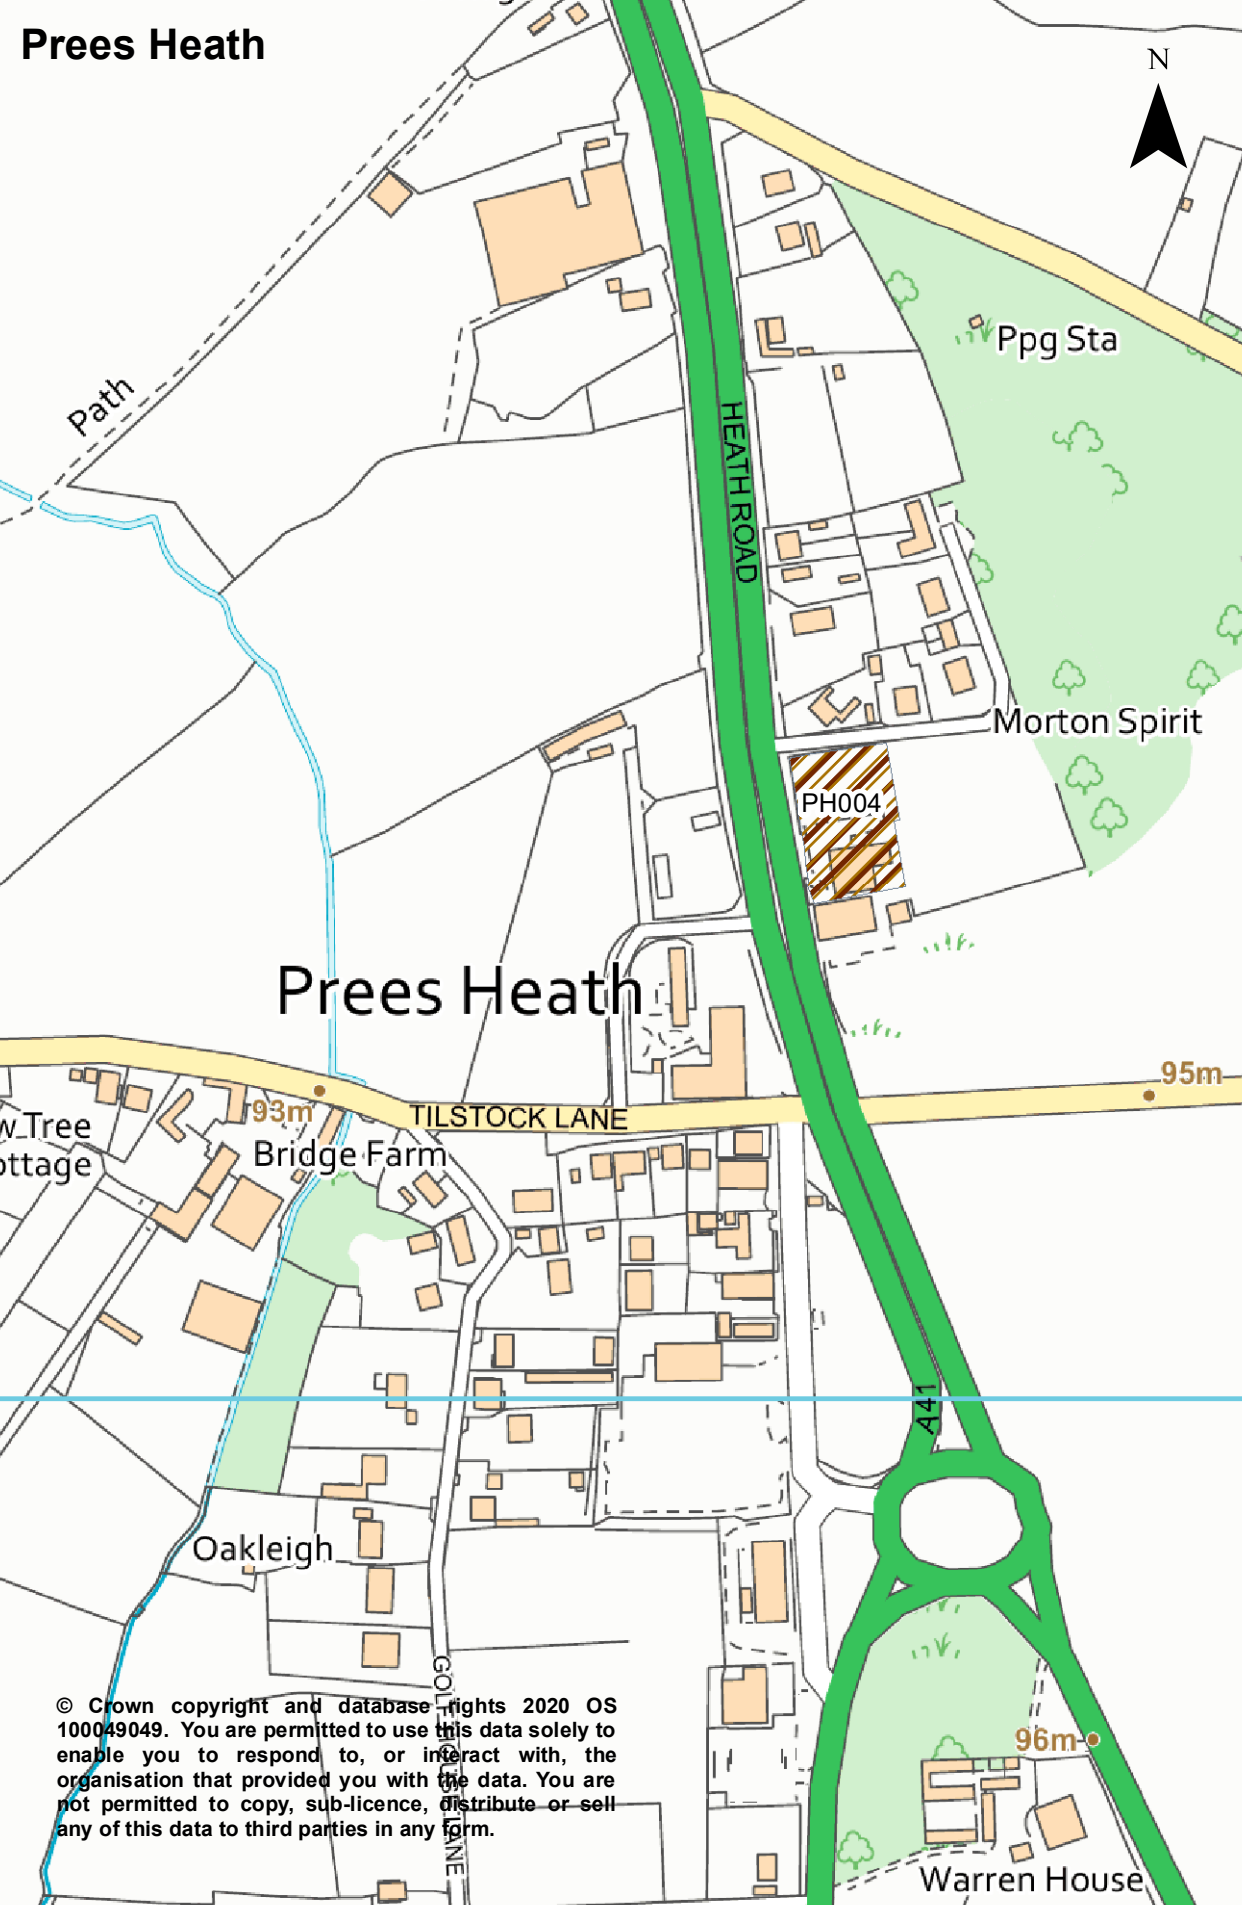 Prees Heath
N
Ppg Sta
Path
HEATH ROAD
Morton Spirit
PH004
Prees Heath
95m
93m
TILSTOCK LANE
w Tree
ottage
Bridge Farm
A41
Oakleigh
GOLF HOUSE LANE
© Crown copyright and database rights 2020 OS
100049049. You are permitted to use this data solely to
enable you to respond to, or interact with, the
organisation that provided you with the data. You are
not permitted to copy, sub-licence, distribute or sell
any of this data to third parties in any form.
96m
Warren House